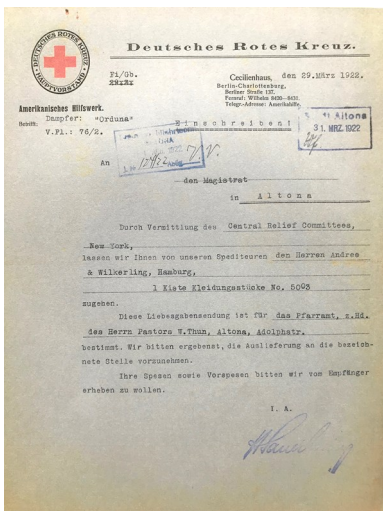 DEUTSCHES ROTES KREUZ
HAUPTVORSTAND
Deutsches Rotes Kreuz.
Fi/Gb.
Cecilienhaus, den 29.März 1922.
Berlin-Charlottenburg,
Berliner Straße 137.
Fernruf: Wilhelm 8420-8421.
Telegr.-Adresse: Amerikahilfe.
Amerikanisches Hilfswerk.
Betrifft: Dampfer: "Orduna"
V.Pl.: 76/2.
Einschreiben!
Altona
31. MRZ. 1922
An
den Magistrat
in Altona
Durch Vermittlung des Central Relief Committees,
New York,
lassen wir Ihnen von unseren Spediteuren den Herren Andree
& Wilkerling, Hamburg,
1 Kiste Kleidungsstücke No. 5003
zugehen.
Diese Liebesgabensendung ist für das Pfarramt, z.Hd.
des Herrn Pastors W.Thun, Altona, Adolphstr.
bestimmt. Wir bitten ergebenst, die Auslieferung an die bezeich-
nete Stelle vorzunehmen.
Ihre Spesen sowie Vorspesen bitten wir vom Empfänger
erheben zu wollen.
I. A.